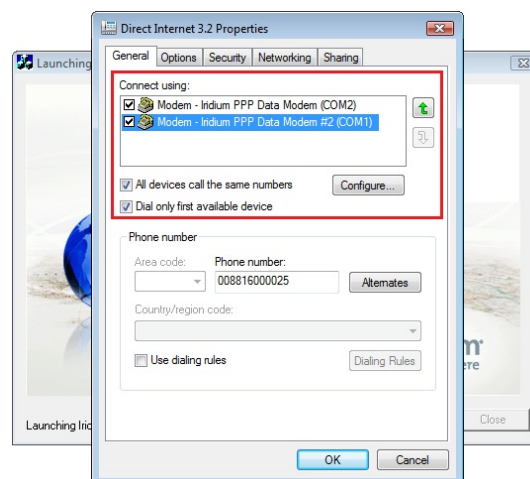 Direct Internet 3.2 Properties
Launching
General Options Security Networking Sharing
Connect using:
Modem - Iridium PPP Data Modem (COM2)
Modem - Iridium PPP Data Modem #2 (COM1)
All devices call the same numbers
Configure...
Dial only first available device
Phone number
Area code:
Phone number:
008816000025
Alternates
Country/region code:
Use dialing rules
Dialing Rules
Launching Iric
Close
OK
Cancel